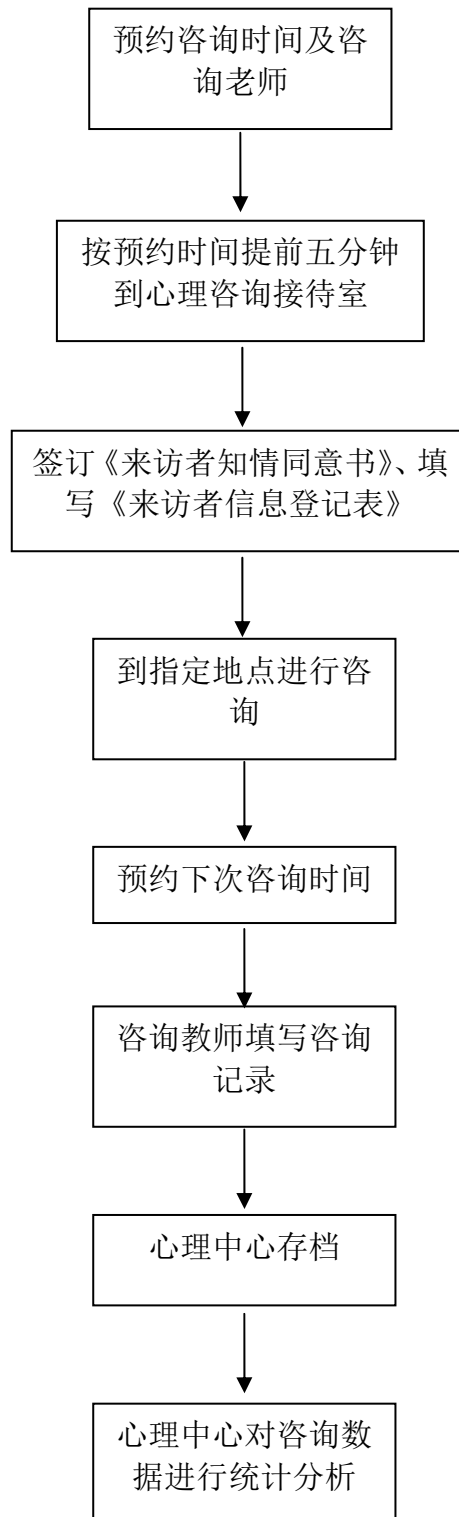 预约咨询时间及咨
询老师
按预约时间提前五分钟
到心理咨询接待室
签订《来访者知情同意书》、填
写《来访者信息登记表》
到指定地点进行咨
询
预约下次咨询时间
咨询教师填写咨询
记录
心理中心存档
心理中心对咨询数
据进行统计分析